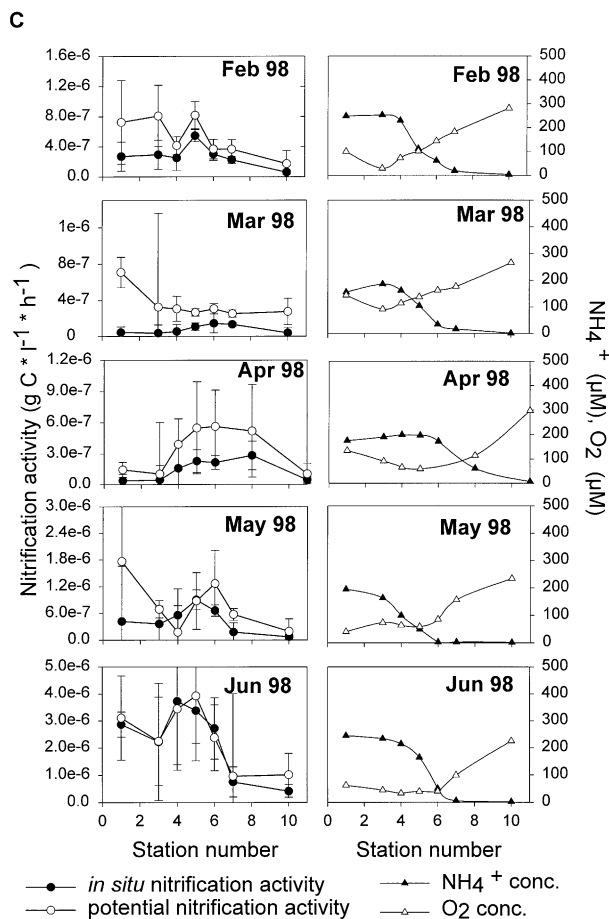 C
Feb 98
1.6e-6
1.2e-6
8.0e-7
4.0e-7
0.0
Feb 98
500
400
300
200
100
0
Mar 98
1e-6
8e-7
4e-7
0
Mar 98
500
400
300
200
100
0
Apr 98
1.2e-6
9.0e-7
6.0e-7
3.0e-7
0.0
Apr 98
500
400
300
200
100
0
May 98
3.0e-6
2.4e-6
1.8e-6
1.2e-6
6.0e-7
0.0
May 98
500
400
300
200
100
0
Jun 98
5.0e-6
4.0e-6
3.0e-6
2.0e-6
1.0e-6
0.0
Jun 98
500
400
300
200
100
0
Nitrification activity (g C * l⁻¹ * h⁻¹)
NH₄⁺ (µM), O₂ (µM)
0 2 4 6 8 10
0 2 4 6 8 10
Station number
Station number
in situ nitrification activity
NH₄⁺ conc.
potential nitrification activity
O₂ conc.